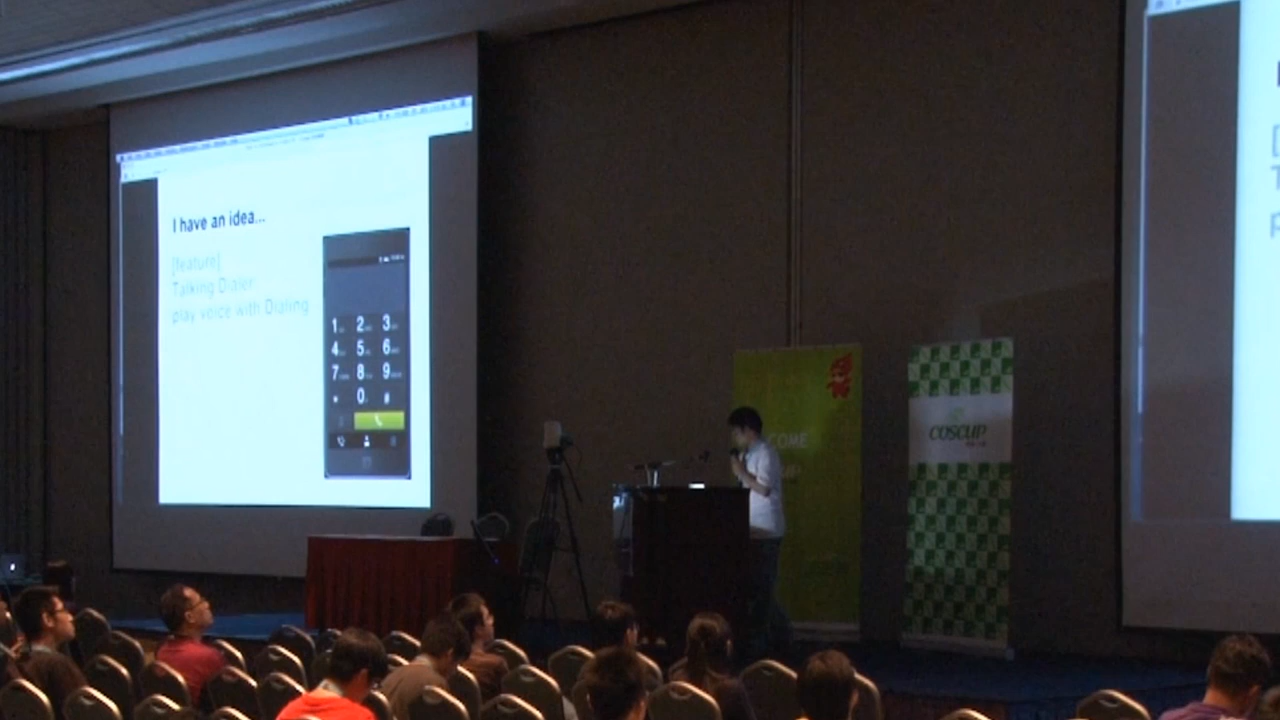 I have an idea...
[feature]
Talking Dialer
play voice with Dialing
1 2 3
4 5 6
7 8 9
* 0 #
COME
COSCUP